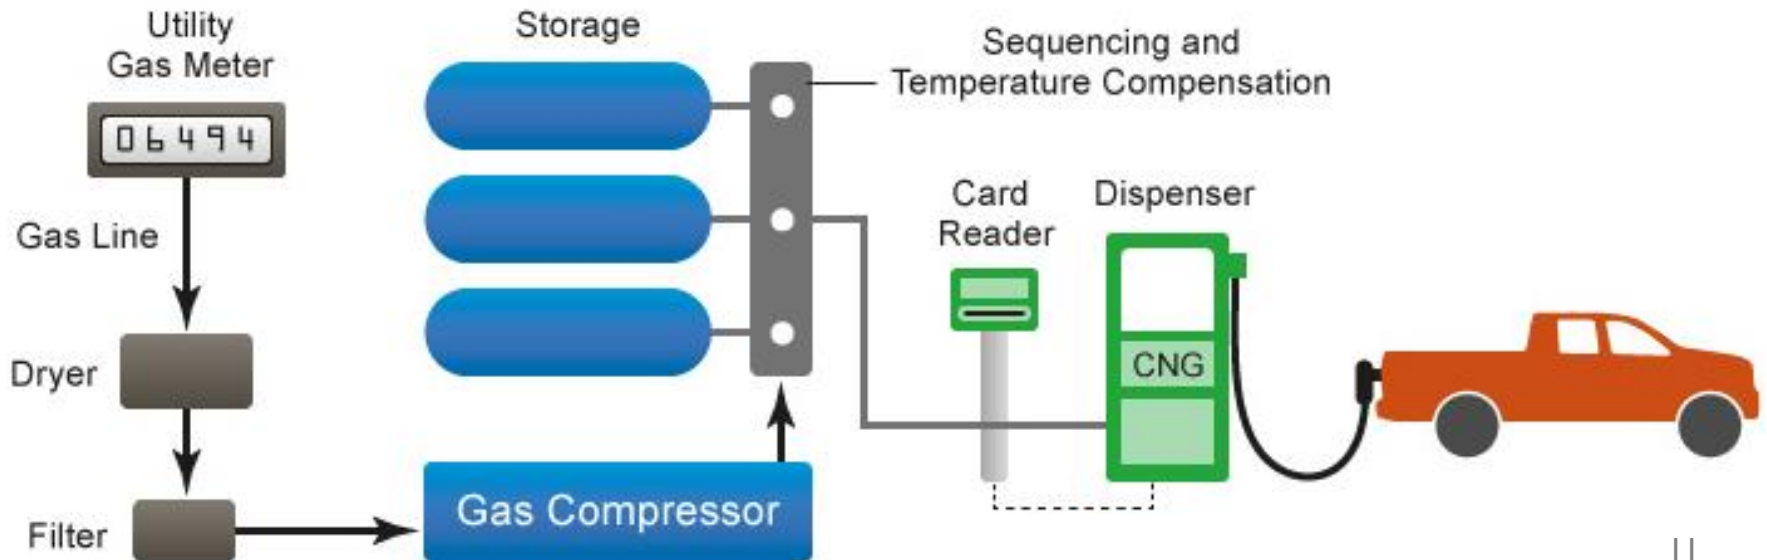 Utility
Gas Meter
06494
Gas Line
Dryer
Filter
Storage
Gas Compressor
Sequencing and
Temperature Compensation
Card
Reader
Dispenser
CNG